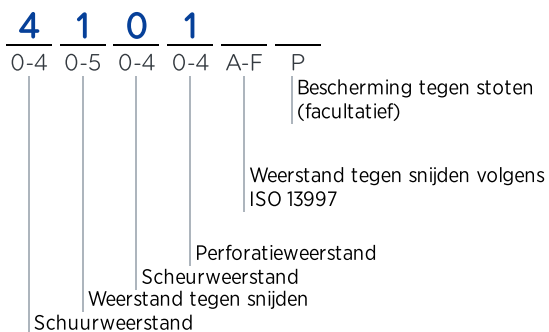 4 1 0 1
0-4 0-5 0-4 0-4 A-F P
Bescherming tegen stoten
(facultatief)
Weerstand tegen snijden volgens
ISO 13997
Perforatieweerstand
Scheurweerstand
Weerstand tegen snijden
Schuurweerstand